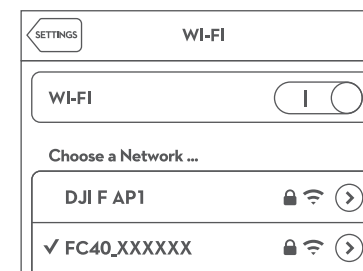 SETTINGS WI-FI
WI-FI
Choose a Network ...
DJI F AP1
✓ FC40_XXXXXX